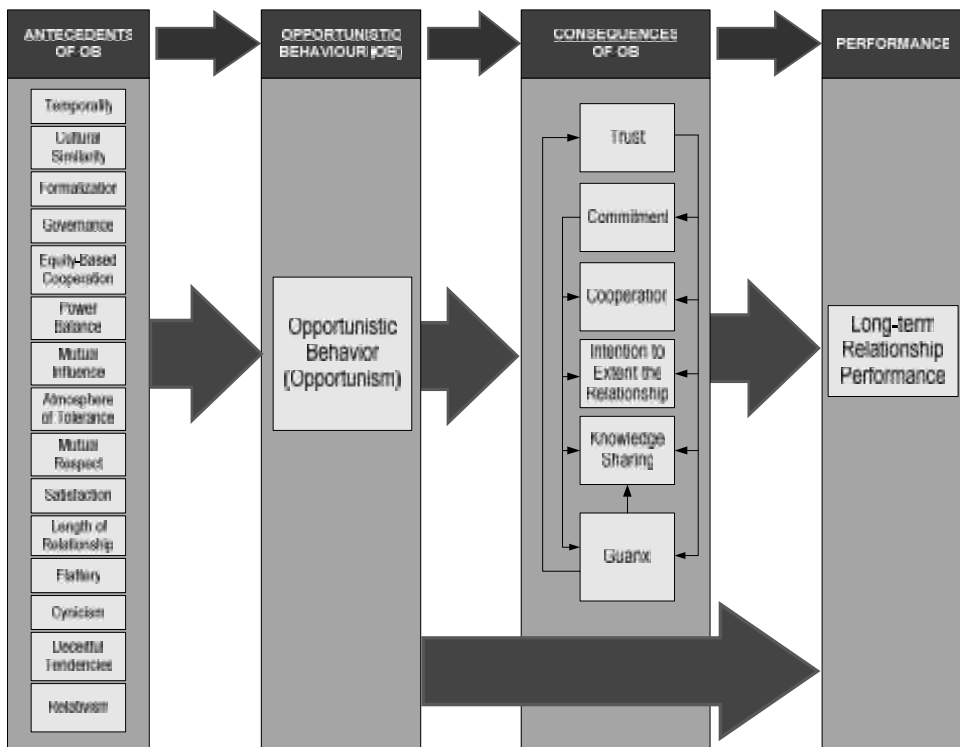 ANTECEDENTS
OF OB
OPPORTUNISTIC
BEHAVIOUR (OB)
CONSEQUENCES
OF OB
PERFORMANCE
Temporality
Cultural
Similarity
Formalization
Governance
Equity-Based
Cooperation
Power
Balance
Mutual
Influence
Atmosphere
of Tolerance
Mutual
Respect
Satisfaction
Length of
Relationship
Flattery
Cynicism
Deceitful
Tendencies
Relativism
Opportunistic
Behavior
(Opportunism)
Trust
Commitment
Cooperation
Intention to
Extent the
Relationship
Knowledge
Sharing
Guanxi
Long-term
Relationship
Performance